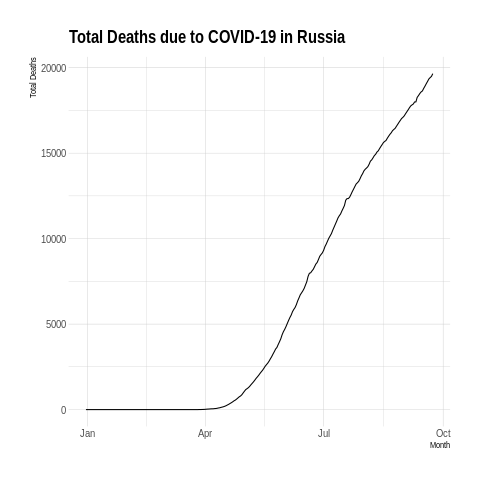 Total Deaths due to COVID-19 in Russia
Total Deaths
20000
15000
10000
5000
0
Jan Apr Jul Oct
Month